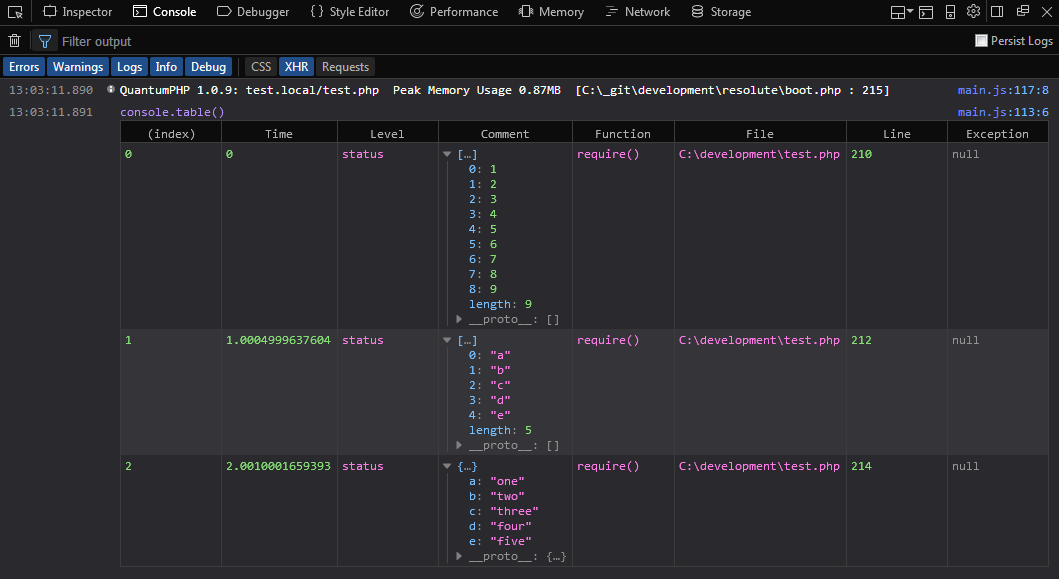 Inspector Console Debugger {} Style Editor Performance Memory Network Storage
Filter output Persist Logs
Errors Warnings Logs Info Debug CSS XHR Requests
13:03:11.890 QuantumPHP 1.0.9: test.local/test.php Peak Memory Usage 0.87MB [C:\_git\development\resolute\boot.php : 215] main.js:117:8
13:03:11.891 console.table() main.js:113:6
(index) Time Level Comment Function File Line Exception
0 0 status […] require() C:\development\test.php 210 null
0: 1
1: 2
2: 3
3: 4
4: 5
5: 6
6: 7
7: 8
8: 9
length: 9
__proto__: []
1 1.0004999637604 status […] require() C:\development\test.php 212 null
0: "a"
1: "b"
2: "c"
3: "d"
4: "e"
length: 5
__proto__: []
2 2.0010001659393 status {…} require() C:\development\test.php 214 null
a: "one"
b: "two"
c: "three"
d: "four"
e: "five"
__proto__: {…}